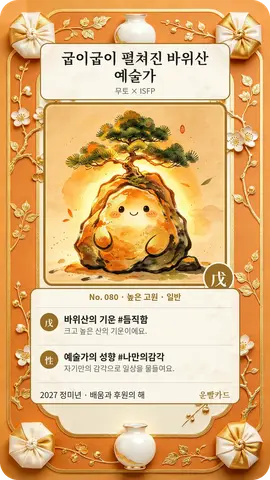 굽이굽이 펼쳐진 바위산
예술가
무토 × ISFP
戊
No. 080 · 높은 고원 · 일반
戊
바위산의 기운 #듬직함
크고 높은 산의 기운이에요.
性
예술가의 성향 #나만의감각
자기만의 감각으로 일상을 물들여요.
2027 정미년 · 배움과 후원의 해
운빨카드